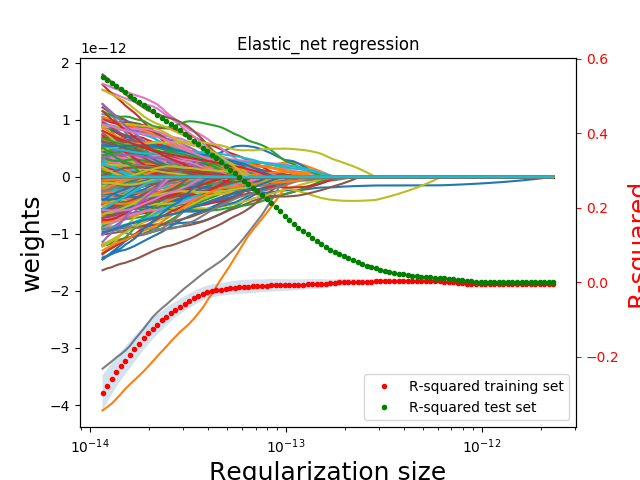 Elastic_net regression
1e−12
2
1
0
−1
−2
−3
−4
weights
0.6
0.4
0.2
0.0
−0.2
R-squared
R-squared training set
R-squared test set
10⁻¹⁴
10⁻¹³
10⁻¹²
Regularization size